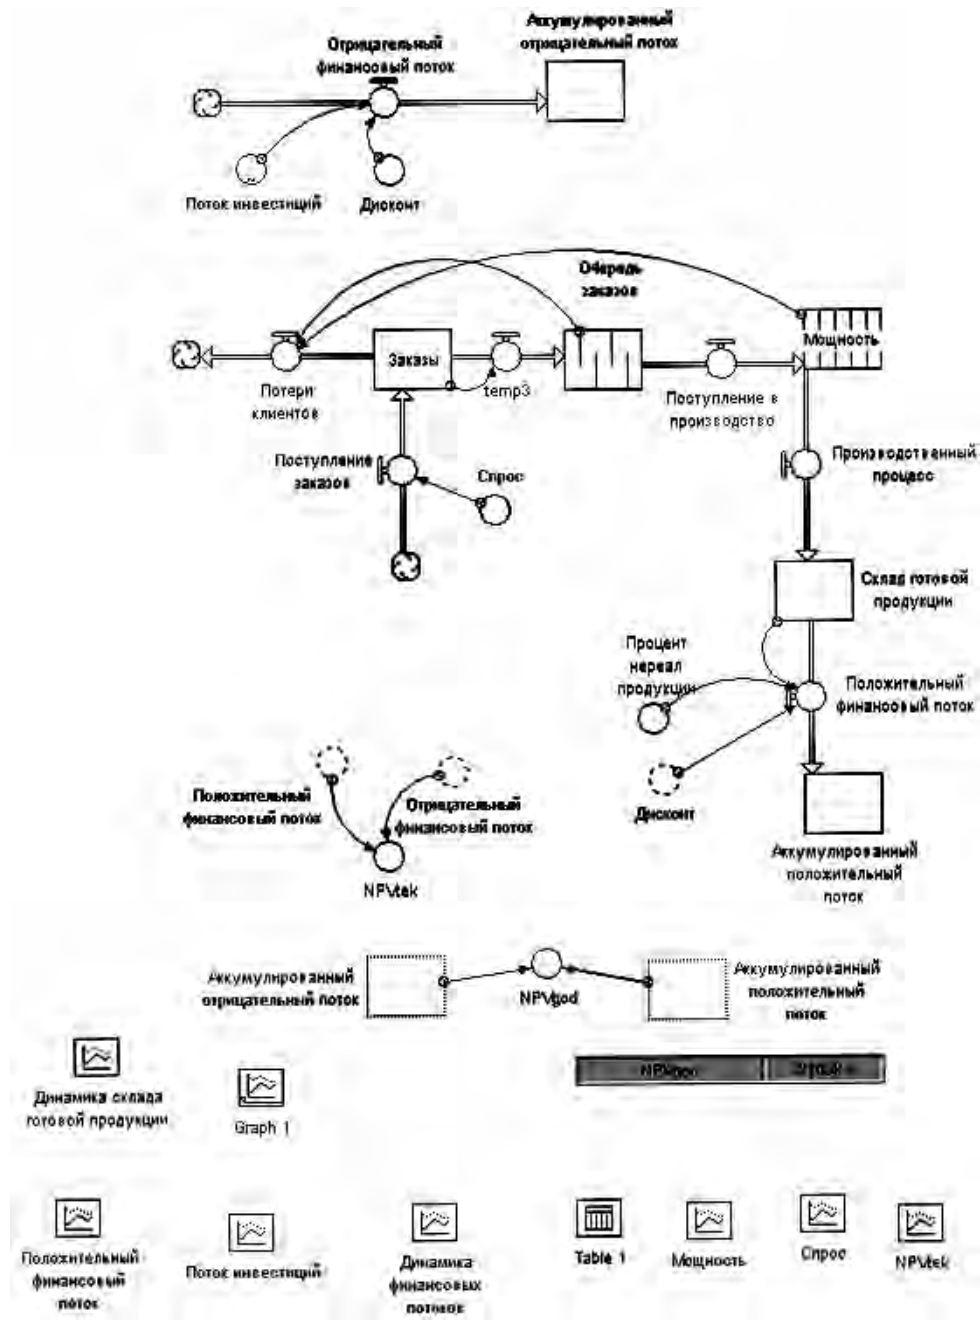 Аккумулированный
отрицательный поток
Отрицательный
финансовый поток
Поток инвестиций
Дисконт
Очередь
заказов
Мощность
Заказы
Потери
клиентов
temp3
Поступление в
производство
Поступление
заказов
Спрос
Производственный
процесс
Склад готовой
продукции
Процент
нереал
продукции
Положительный
финансовый поток
Дисконт
Аккумулированный
положительный
поток
Положительный
финансовый поток
Отрицательный
финансовый поток
NPVtek
Аккумулированный
отрицательный поток
NPVgod
Аккумулированный
положительный
поток
NPVgod
Динамика склада
готовой продукции
Graph 1
Положительный
финансовый
поток
Поток инвестиций
Динамика
финансовых
потоков
Table 1
Мощность
Спрос
NPVtek